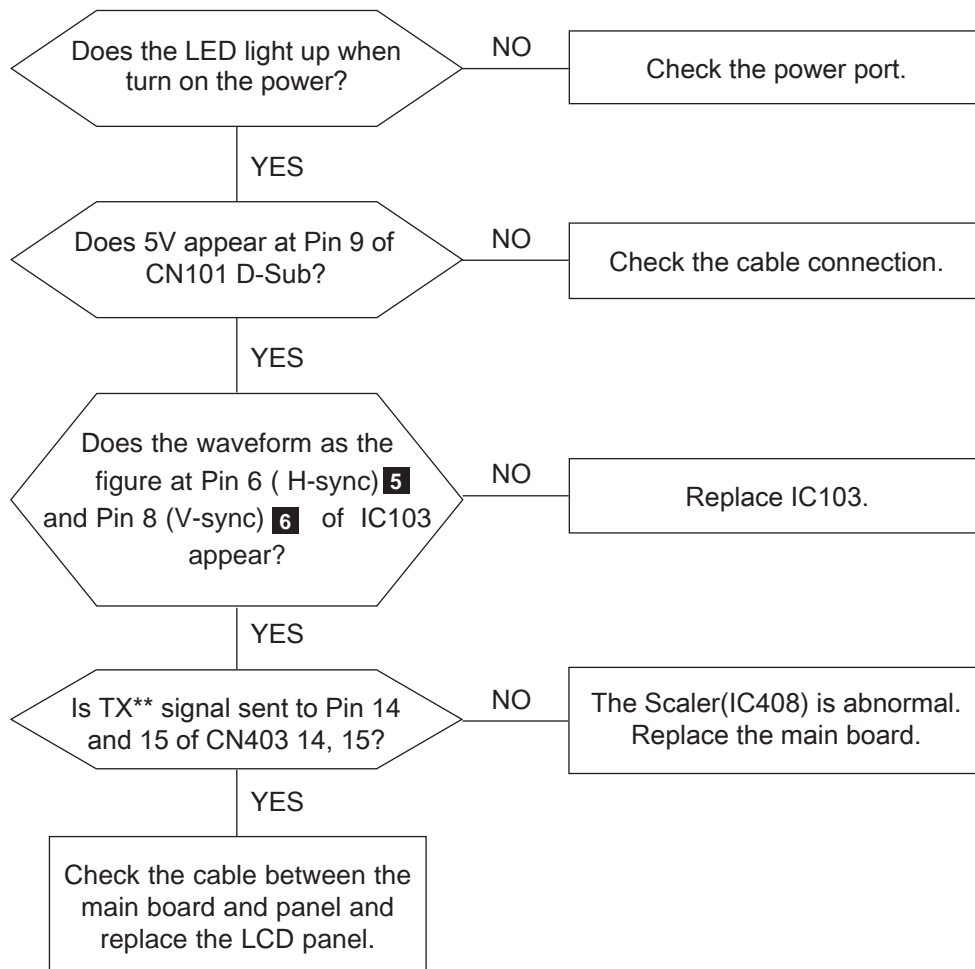 Does the LED light up when
turn on the power?
NO
Check the power port.
YES
Does 5V appear at Pin 9 of
CN101 D-Sub?
NO
Check the cable connection.
YES
Does the waveform as the
figure at Pin 6 ( H-sync) 5
and Pin 8 (V-sync) 6 of IC103
appear?
NO
Replace IC103.
YES
Is TX** signal sent to Pin 14
and 15 of CN403 14, 15?
NO
The Scaler(IC408) is abnormal.
Replace the main board.
YES
Check the cable between the
main board and panel and
replace the LCD panel.